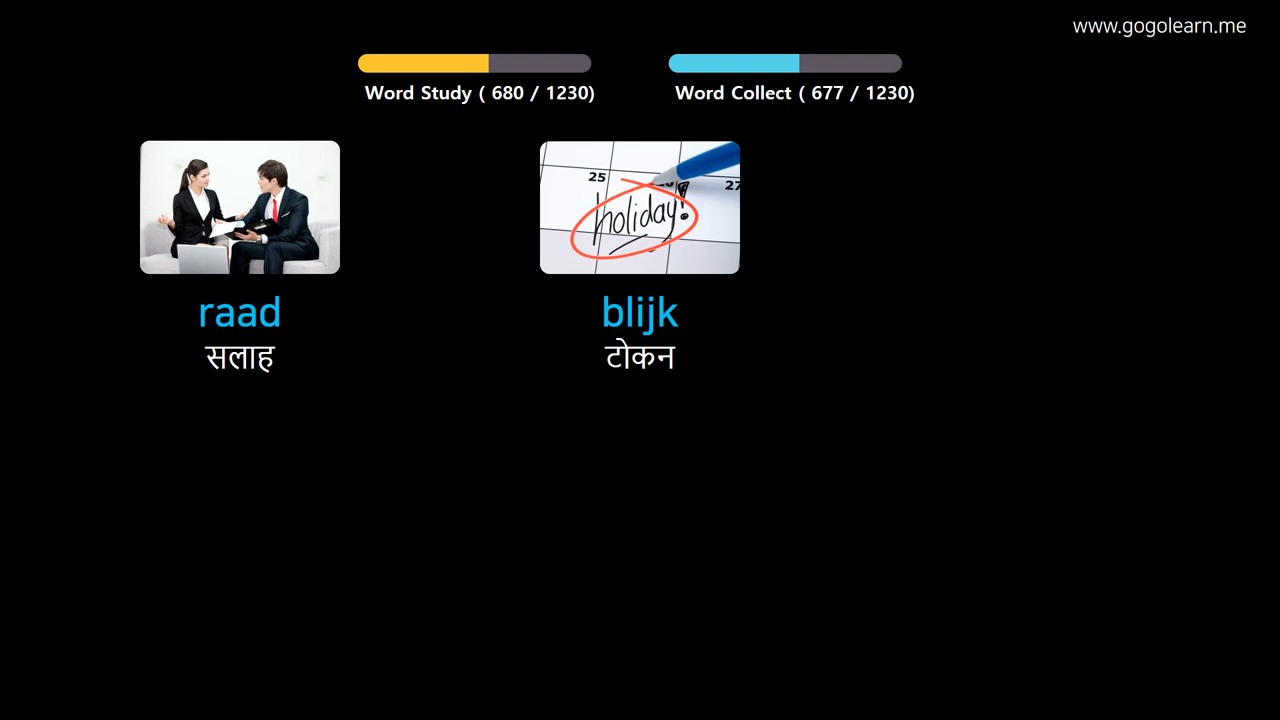 www.gogolearn.me
Word Study ( 680 / 1230)
Word Collect ( 677 / 1230)
25
27
holiday!
raad
blijk
सलाह
टोकन